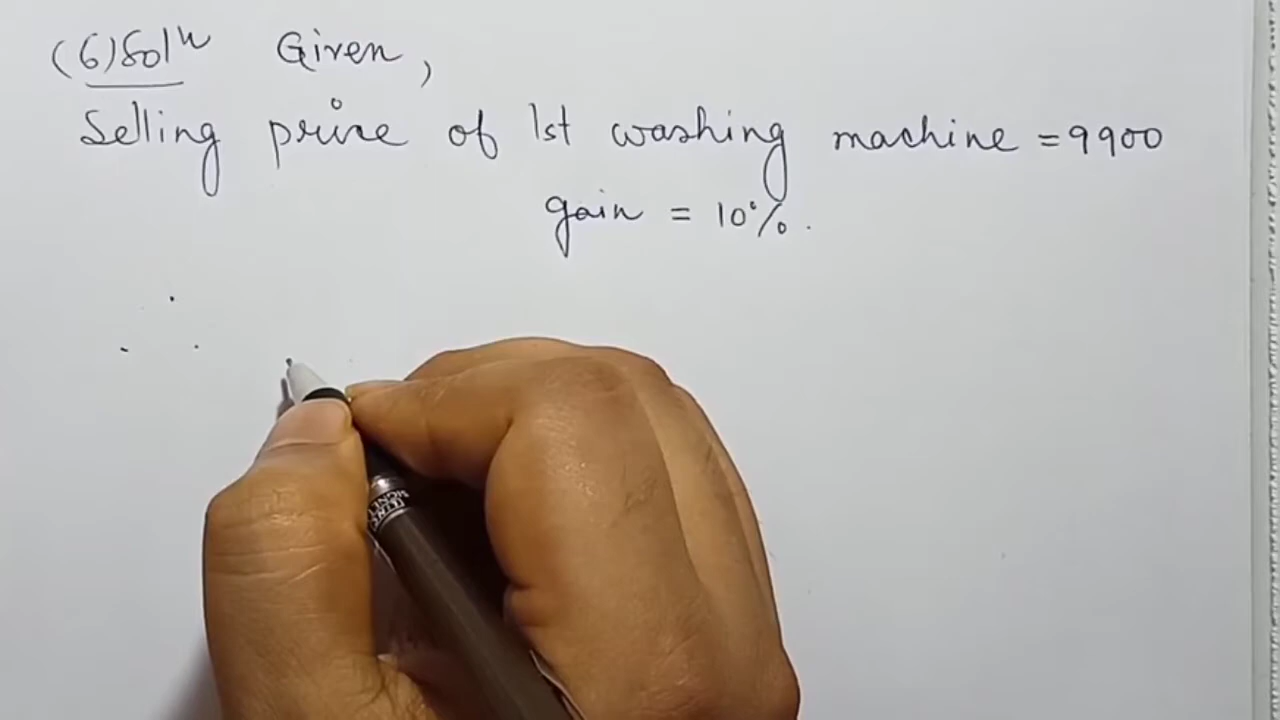 (6) Solⁿ Given,
Selling price of 1st washing machine = 9900
gain = 10%.
∴